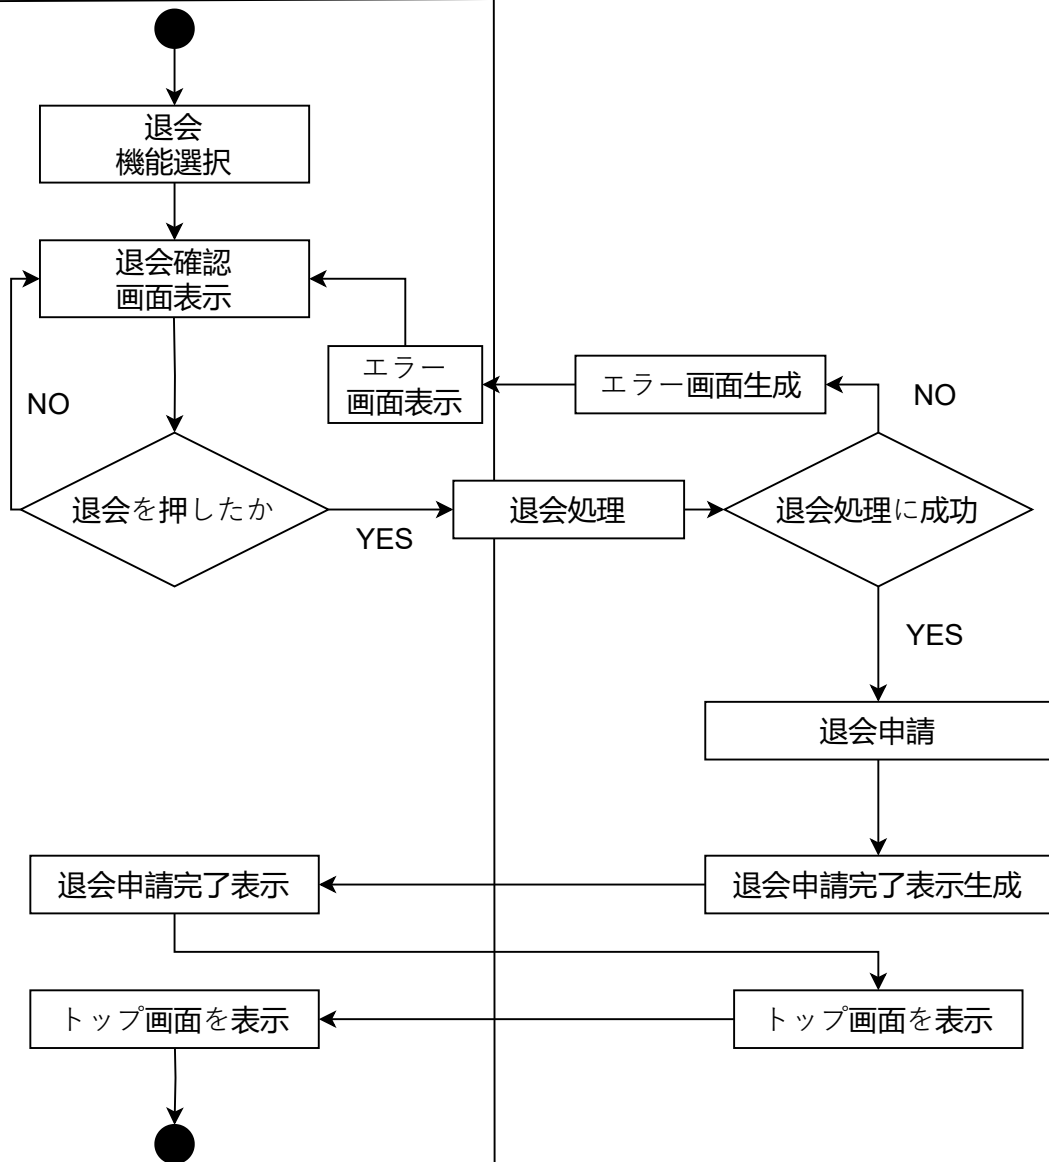 退会
機能選択
退会確認
画面表示
エラー
画面表示
エラー画面生成
NO
NO
退会を押したか
YES
退会処理
退会処理に成功
YES
退会申請
退会申請完了表示
退会申請完了表示生成
トップ画面を表示
トップ画面を表示